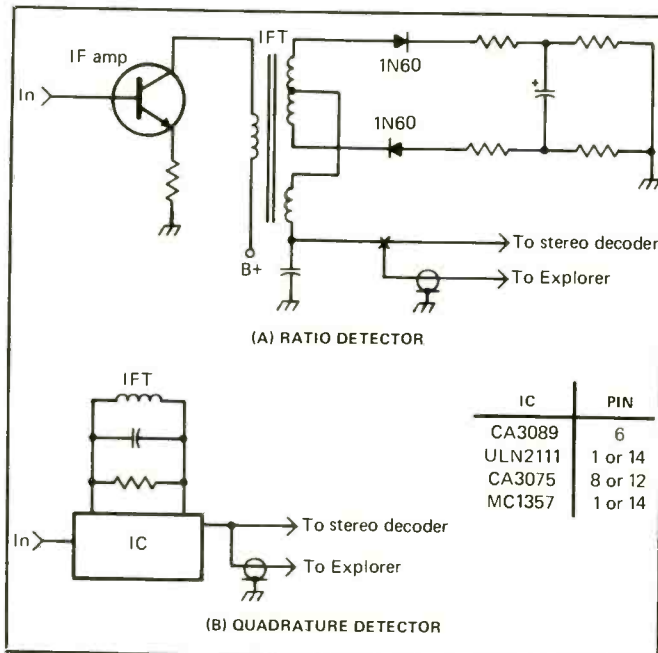 IFT
IF amp
In
1N60
+
1N60
B+
To stereo decoder
To Explorer
(A) RATIO DETECTOR
IFT
IC PIN
CA3089 6
ULN2111 1 or 14
CA3075 8 or 12
MC1357 1 or 14
In
IC
To stereo decoder
To Explorer
(B) QUADRATURE DETECTOR